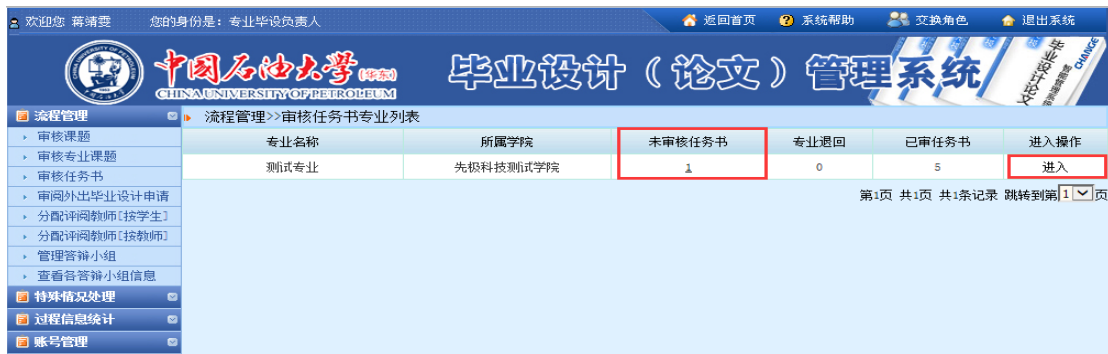 欢迎您 蒋靖雯 您的身份是：专业毕设负责人 返回首页 系统帮助 交换角色 退出系统
中国石油大学(华东) 毕业设计（论文）管理系统
CHINA UNIVERSITY OF PETROLEUM
流程管理
流程管理>>审核任务书专业列表
审核课题
审核专业课题
审核任务书
审阅外出毕业设计申请
分配评阅教师[按学生]
分配评阅教师[按教师]
管理答辩小组
查看各答辩小组信息
特殊情况处理
过程信息统计
账号管理
专业名称 所属学院 未审核任务书 专业退回 已审任务书 进入操作
测试专业 先极科技测试学院 1 0 5 进入
第1页 共1页 共1条记录 跳转到第1页